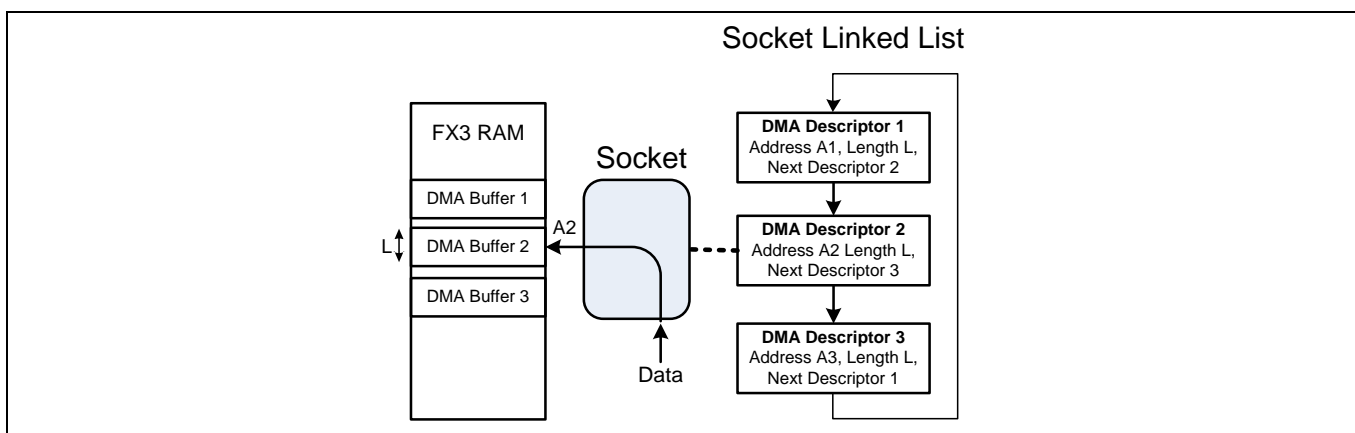 Socket Linked List
FX3 RAM
DMA Buffer 1
DMA Buffer 2
DMA Buffer 3
L
A2
Socket
Data
DMA Descriptor 1
Address A1, Length L,
Next Descriptor 2
DMA Descriptor 2
Address A2 Length L,
Next Descriptor 3
DMA Descriptor 3
Address A3, Length L,
Next Descriptor 1